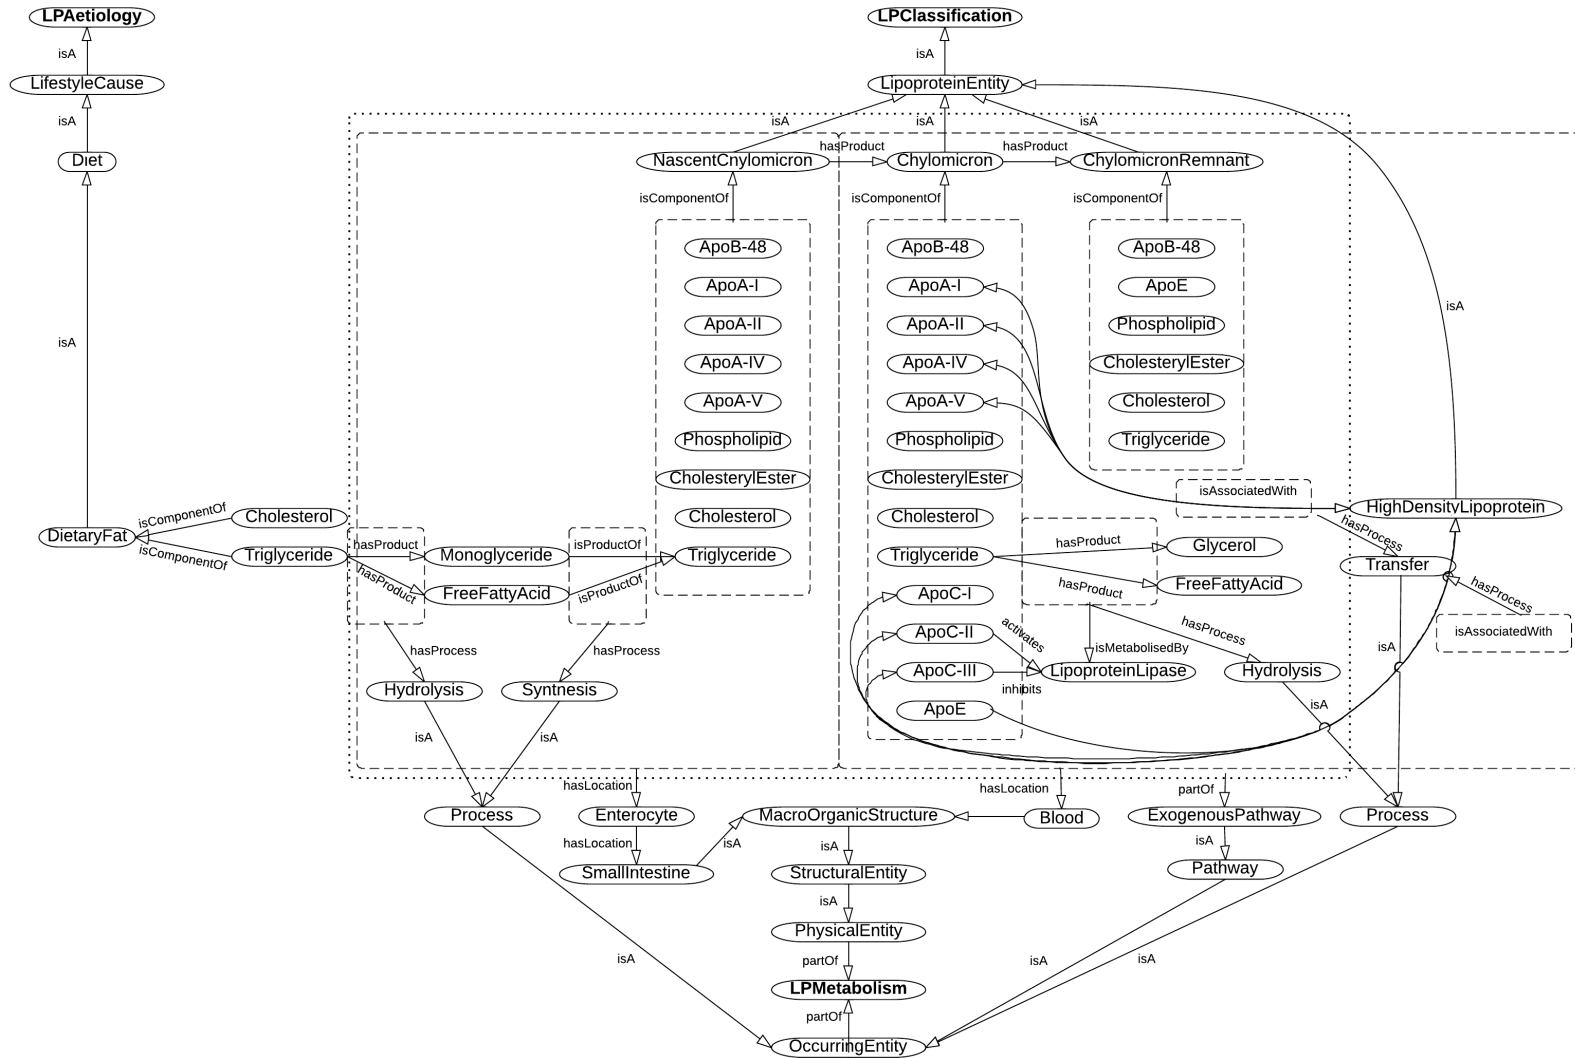 LPAetiology
LPClassification
isA
isA
LifestyleCause
LipoproteinEntity
isA
isA
isA
isA
Diet
NascentCnylomicron
hasProduct
Chylomicron
hasProduct
ChylomicronRemnant
isComponentOf
isComponentOf
isComponentOf
ApoB-48
ApoB-48
ApoB-48
ApoA-I
ApoA-I
ApoE
isA
ApoA-II
ApoA-II
Phospholipid
isA
ApoA-IV
ApoA-IV
CholesterylEster
ApoA-V
ApoA-V
Cholesterol
Phospholipid
Phospholipid
Triglyceride
CholesterylEster
CholesterylEster
isAssociatedWith
HighDensityLipoprotein
isComponentOf
Cholesterol
Cholesterol
Cholesterol
hasProcess
DietaryFat
isComponentOf
Triglyceride
hasProduct
Monoglyceride
isProductOf
Triglyceride
Triglyceride
hasProduct
Glycerol
Transfer
hasProduct
FreeFattyAcid
isProductOf
hasProduct
FreeFattyAcid
hasProcess
ApoC-I
isAssociatedWith
ApoC-II
activates
hasProcess
hasProcess
hasProcess
isMetabolisedBy
isA
Hydrolysis
Syntnesis
ApoC-III
inhibits
LipoproteinLipase
Hydrolysis
ApoE
isA
isA
isA
hasLocation
hasLocation
partOf
Process
Enterocyte
MacroOrganicStructure
Blood
ExogenousPathway
Process
hasLocation
isA
isA
isA
SmallIntestine
StructuralEntity
Pathway
isA
PhysicalEntity
isA
partOf
isA
isA
LPMetabolism
partOf
OccurringEntity